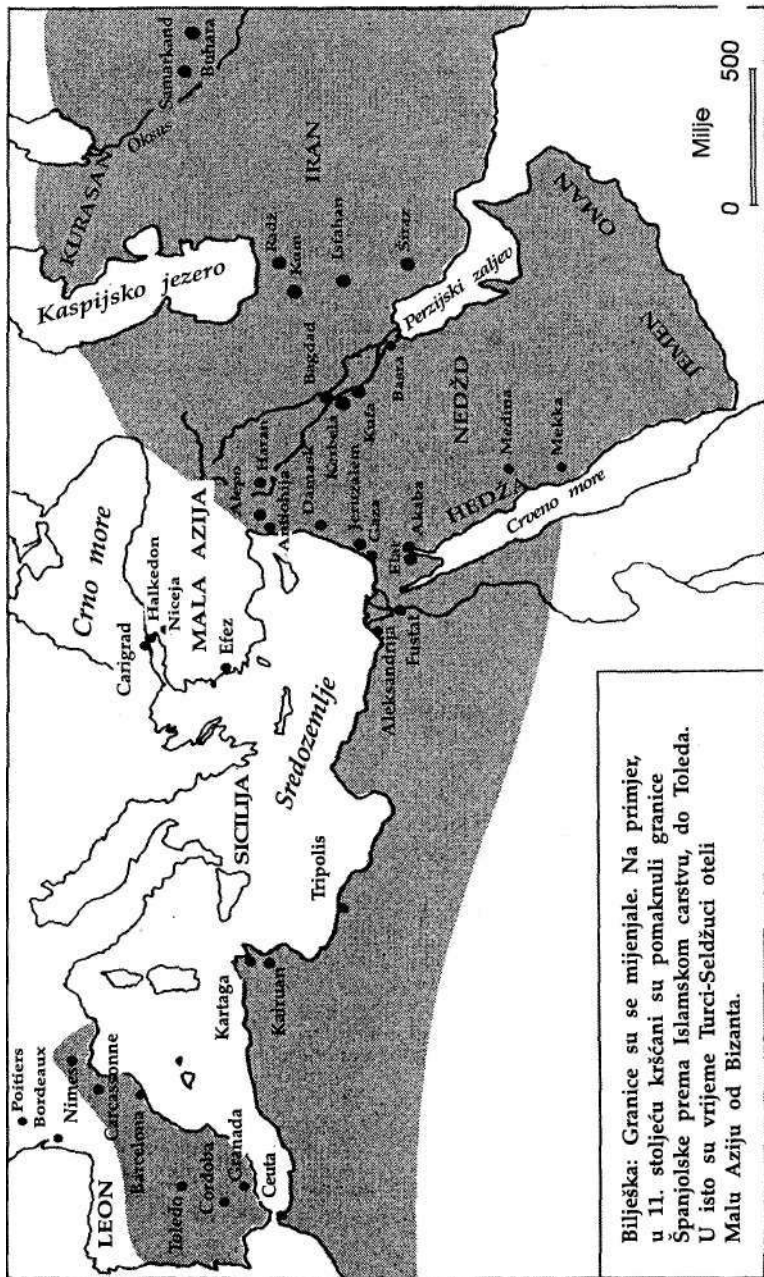 Poitiers
Bordeaux
Nimes
Carcassonne
Barcelona
LEON
Toledo
Cordoba
Granada
Ceuta
Kartaga
Kairuan
Tripolis
SICILIJA
Sredozemlje
Crno more
Carigrad
Halkedon
Niceja
MALA AZIJA
Efez
Alepo
Haran
Antiohija
Damask
Jeruzalem
Gaza
Akaba
Elat
Aleksandrija
Fustat
Kaspijsko jezero
KURASAN
Oksus
Samarkand
Buhara
IRAN
Radž
Kam
Isfahan
Širaz
Bagdad
Karbala
Kufa
Basra
Perzijski zaljev
NEDŽD
HEDŽA
Medina
Mekka
Crveno more
JEMEN
OMAN
Milje
0 500
Bilješka: Granice su se mijenjale. Na primjer,
u 11. stoljeću kršćani su pomaknuli granice
Španjolske prema Islamskom carstvu, do Toleda.
U isto su vrijeme Turci-Seldžuci oteli
Malu Aziju od Bizanta.